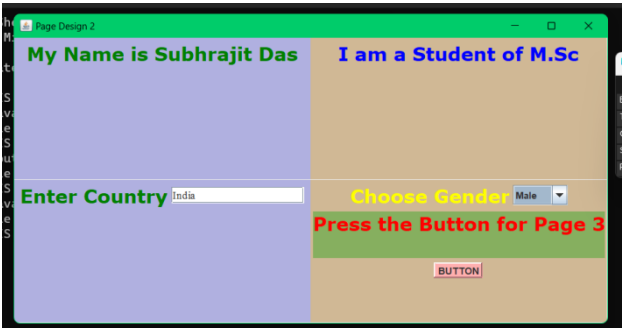 Page Design 2
My Name is Subhrajit Das
I am a Student of M.Sc
Enter Country India
Choose Gender Male
Press the Button for Page 3
BUTTON